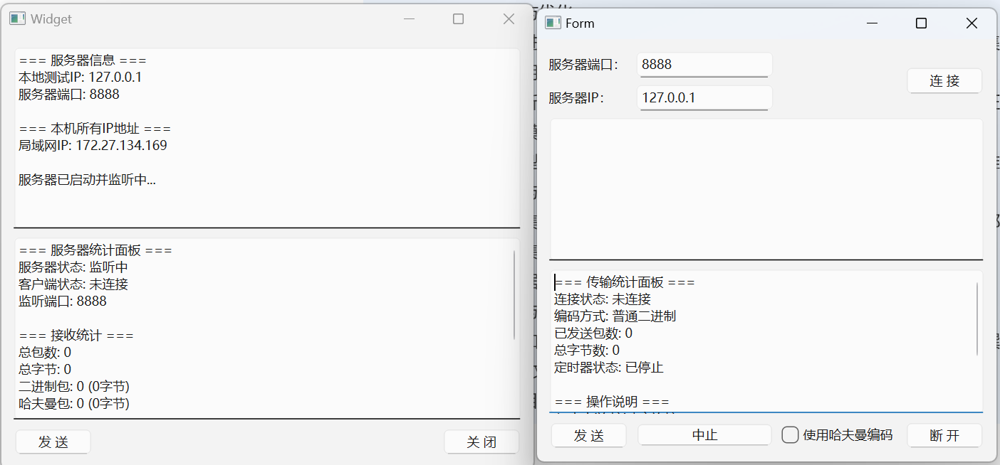 Widget
=== 服务器信息 ===
本地测试IP: 127.0.0.1
服务器端口: 8888
=== 本机所有IP地址 ===
局域网IP: 172.27.134.169
服务器已启动并监听中...
=== 服务器统计面板 ===
服务器状态: 监听中
客户端状态: 未连接
监听端口: 8888
=== 接收统计 ===
总包数: 0
总字节: 0
二进制包: 0 (0字节)
哈夫曼包: 0 (0字节)
发 送
关 闭
Form
服务器端口:
8888
连 接
服务器IP:
127.0.0.1
=== 传输统计面板 ===
连接状态: 未连接
编码方式: 普通二进制
已发送包数: 0
总字节数: 0
定时器状态: 已停止
=== 操作说明 ===
发 送
中止
使用哈夫曼编码
断 开